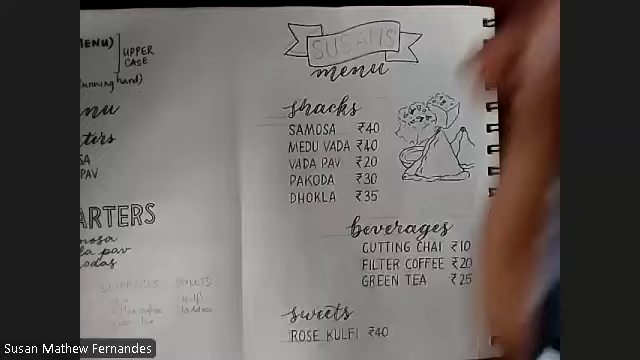 MENU)
UPPER
CASE
unning hand)
nu
ters
SA
PAV
ARTERS
mosa
a pav
odas
SUSAN'S
menu
snacks
SAMOSA ₹40
MEDU VADA ₹40
VADA PAV ₹20
PAKODA ₹30
DHOKLA ₹35
beverages
CUTTING CHAI ₹10
FILTER COFFEE ₹20
GREEN TEA ₹25
sweets
ROSE KULFI ₹40
Susan Mathew Fernandes